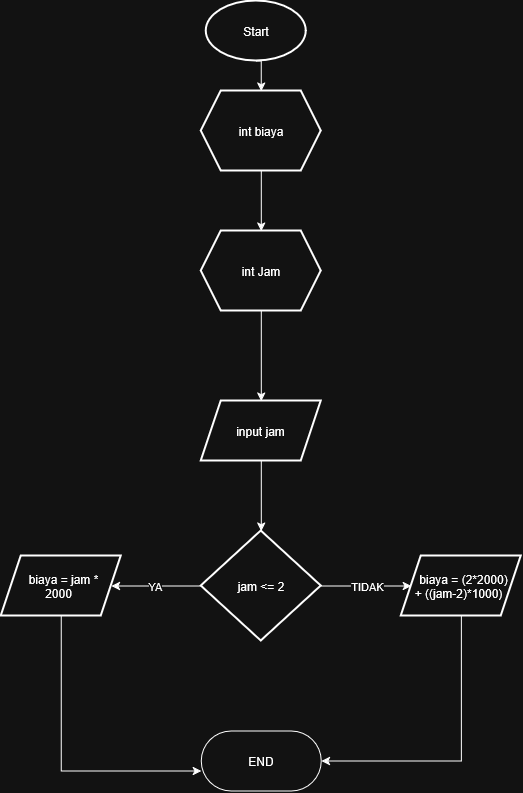 Start
int biaya
int Jam
input jam
jam <= 2
YA
TIDAK
biaya = jam *
2000
biaya = (2*2000)
+ ((jam-2)*1000)
END